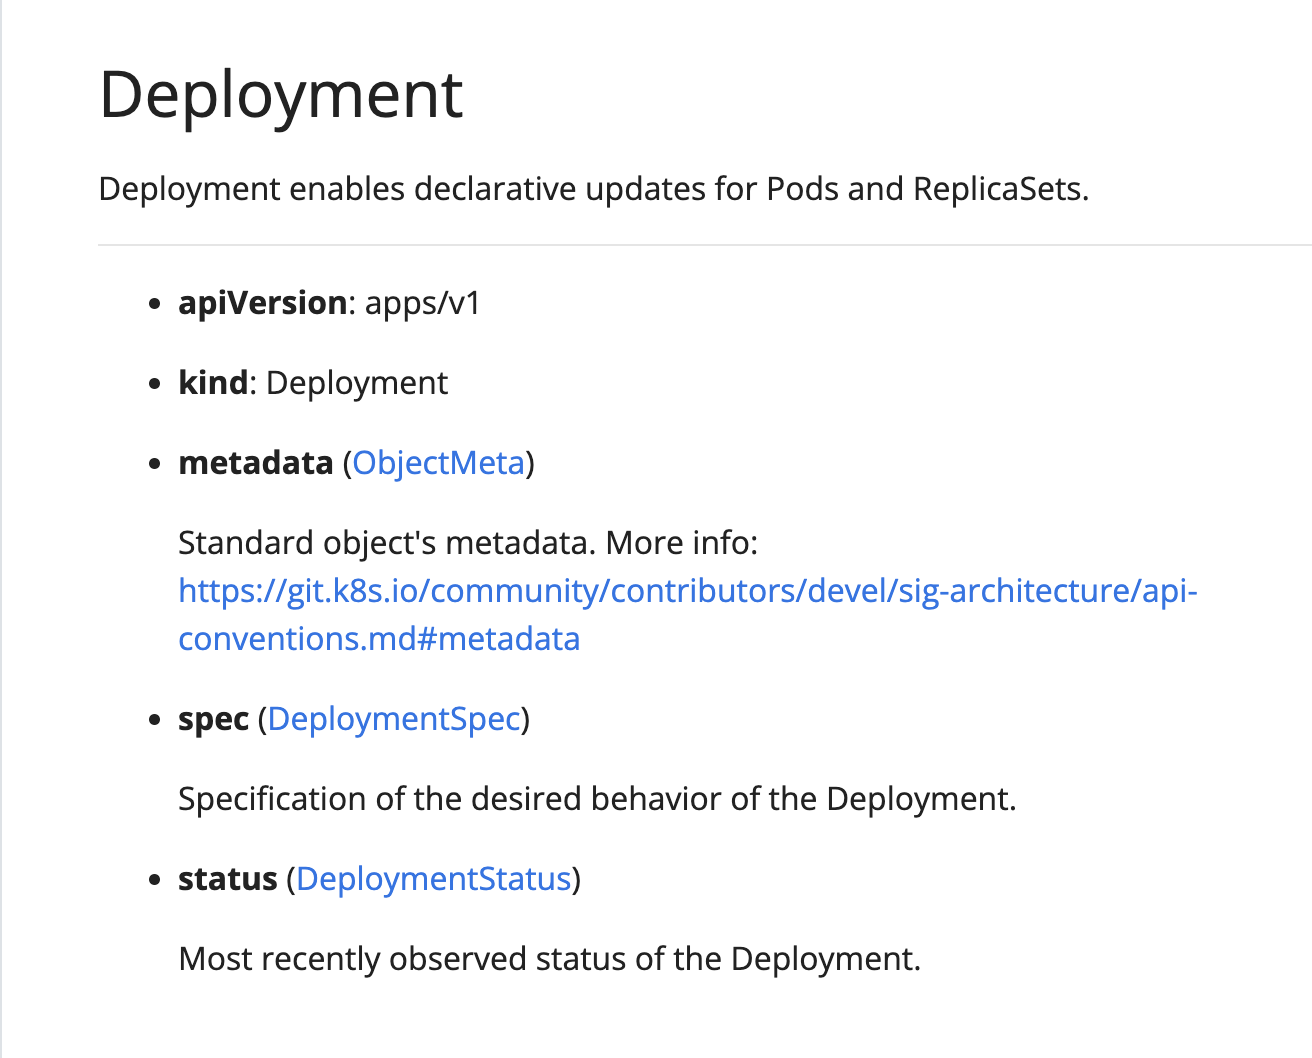 Deployment
Deployment enables declarative updates for Pods and ReplicaSets.
• apiVersion: apps/v1
• kind: Deployment
• metadata (ObjectMeta)
Standard object's metadata. More info:
https://git.k8s.io/community/contributors/devel/sig-architecture/api-
conventions.md#metadata
• spec (DeploymentSpec)
Specification of the desired behavior of the Deployment.
• status (DeploymentStatus)
Most recently observed status of the Deployment.